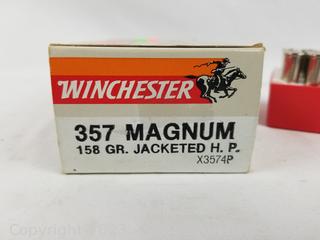 WINCHESTER
357 MAGNUM
158 GR. JACKETED H. P.
X3574P